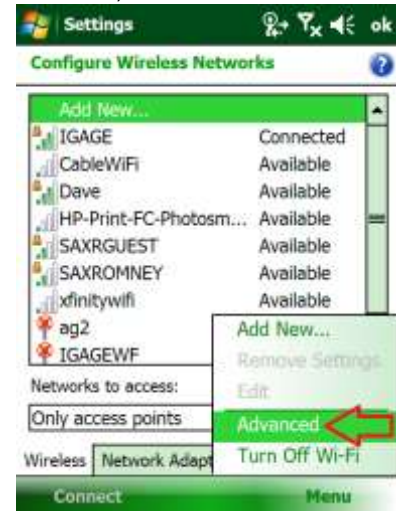 Settings ok
Configure Wireless Networks ?
Add New...
IGAGE Connected
CableWiFi Available
Dave Available
HP-Print-FC-Photosm... Available
SAXRGUEST Available
SAXROMNEY Available
xfinitywifi Available
ag2
IGAGEWF
Add New...
Remove Settings
Edit
Advanced
Turn Off Wi-Fi
Networks to access:
Only access points
Wireless Network Adapt
Connect Menu